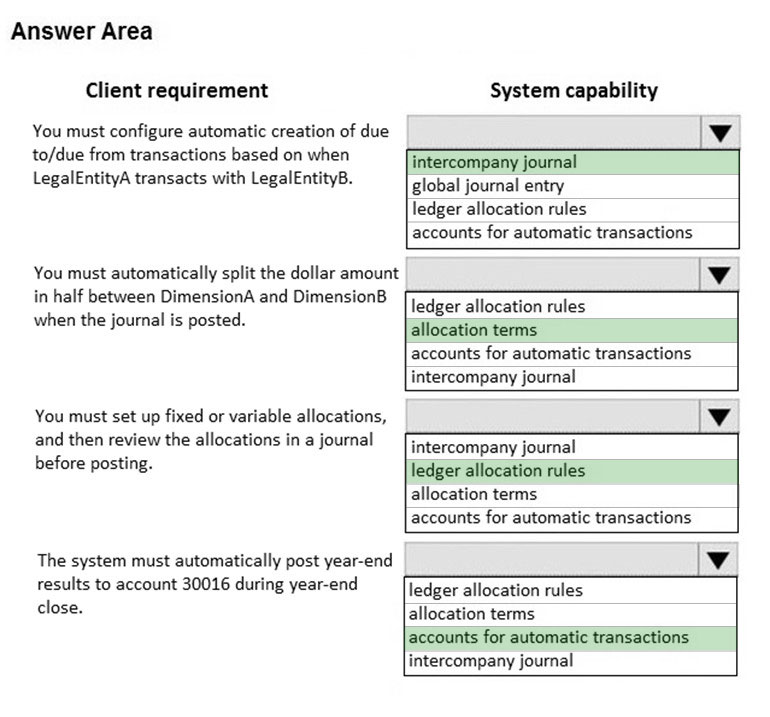 Answer Area
Client requirement
System capability
You must configure automatic creation of due
to/due from transactions based on when
LegalEntityA transacts with LegalEntityB.
intercompany journal
global journal entry
ledger allocation rules
accounts for automatic transactions
You must automatically split the dollar amount
in half between DimensionA and DimensionB
when the journal is posted.
ledger allocation rules
allocation terms
accounts for automatic transactions
intercompany journal
You must set up fixed or variable allocations,
and then review the allocations in a journal
before posting.
intercompany journal
ledger allocation rules
allocation terms
accounts for automatic transactions
The system must automatically post year-end
results to account 30016 during year-end
close.
ledger allocation rules
allocation terms
accounts for automatic transactions
intercompany journal